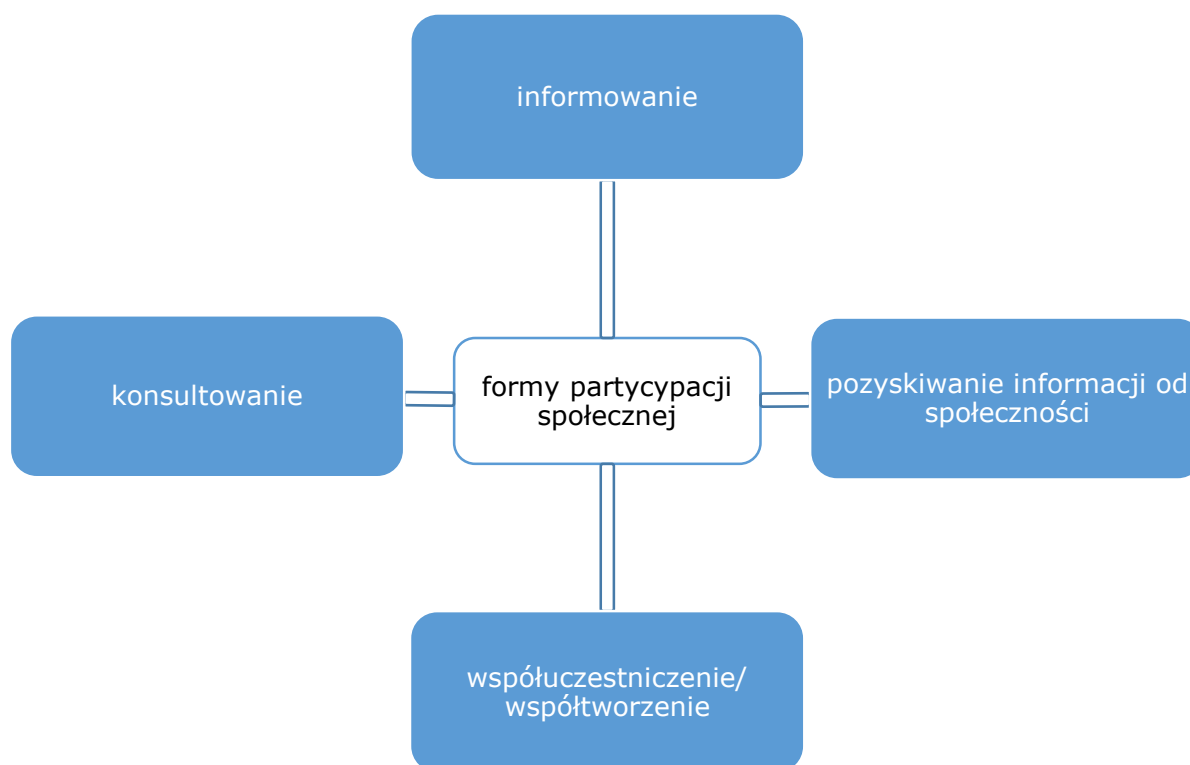 informowanie
konsultowanie
formy partycypacji
społecznej
pozyskiwanie informacji od
społeczności
współuczestniczenie/
współtworzenie